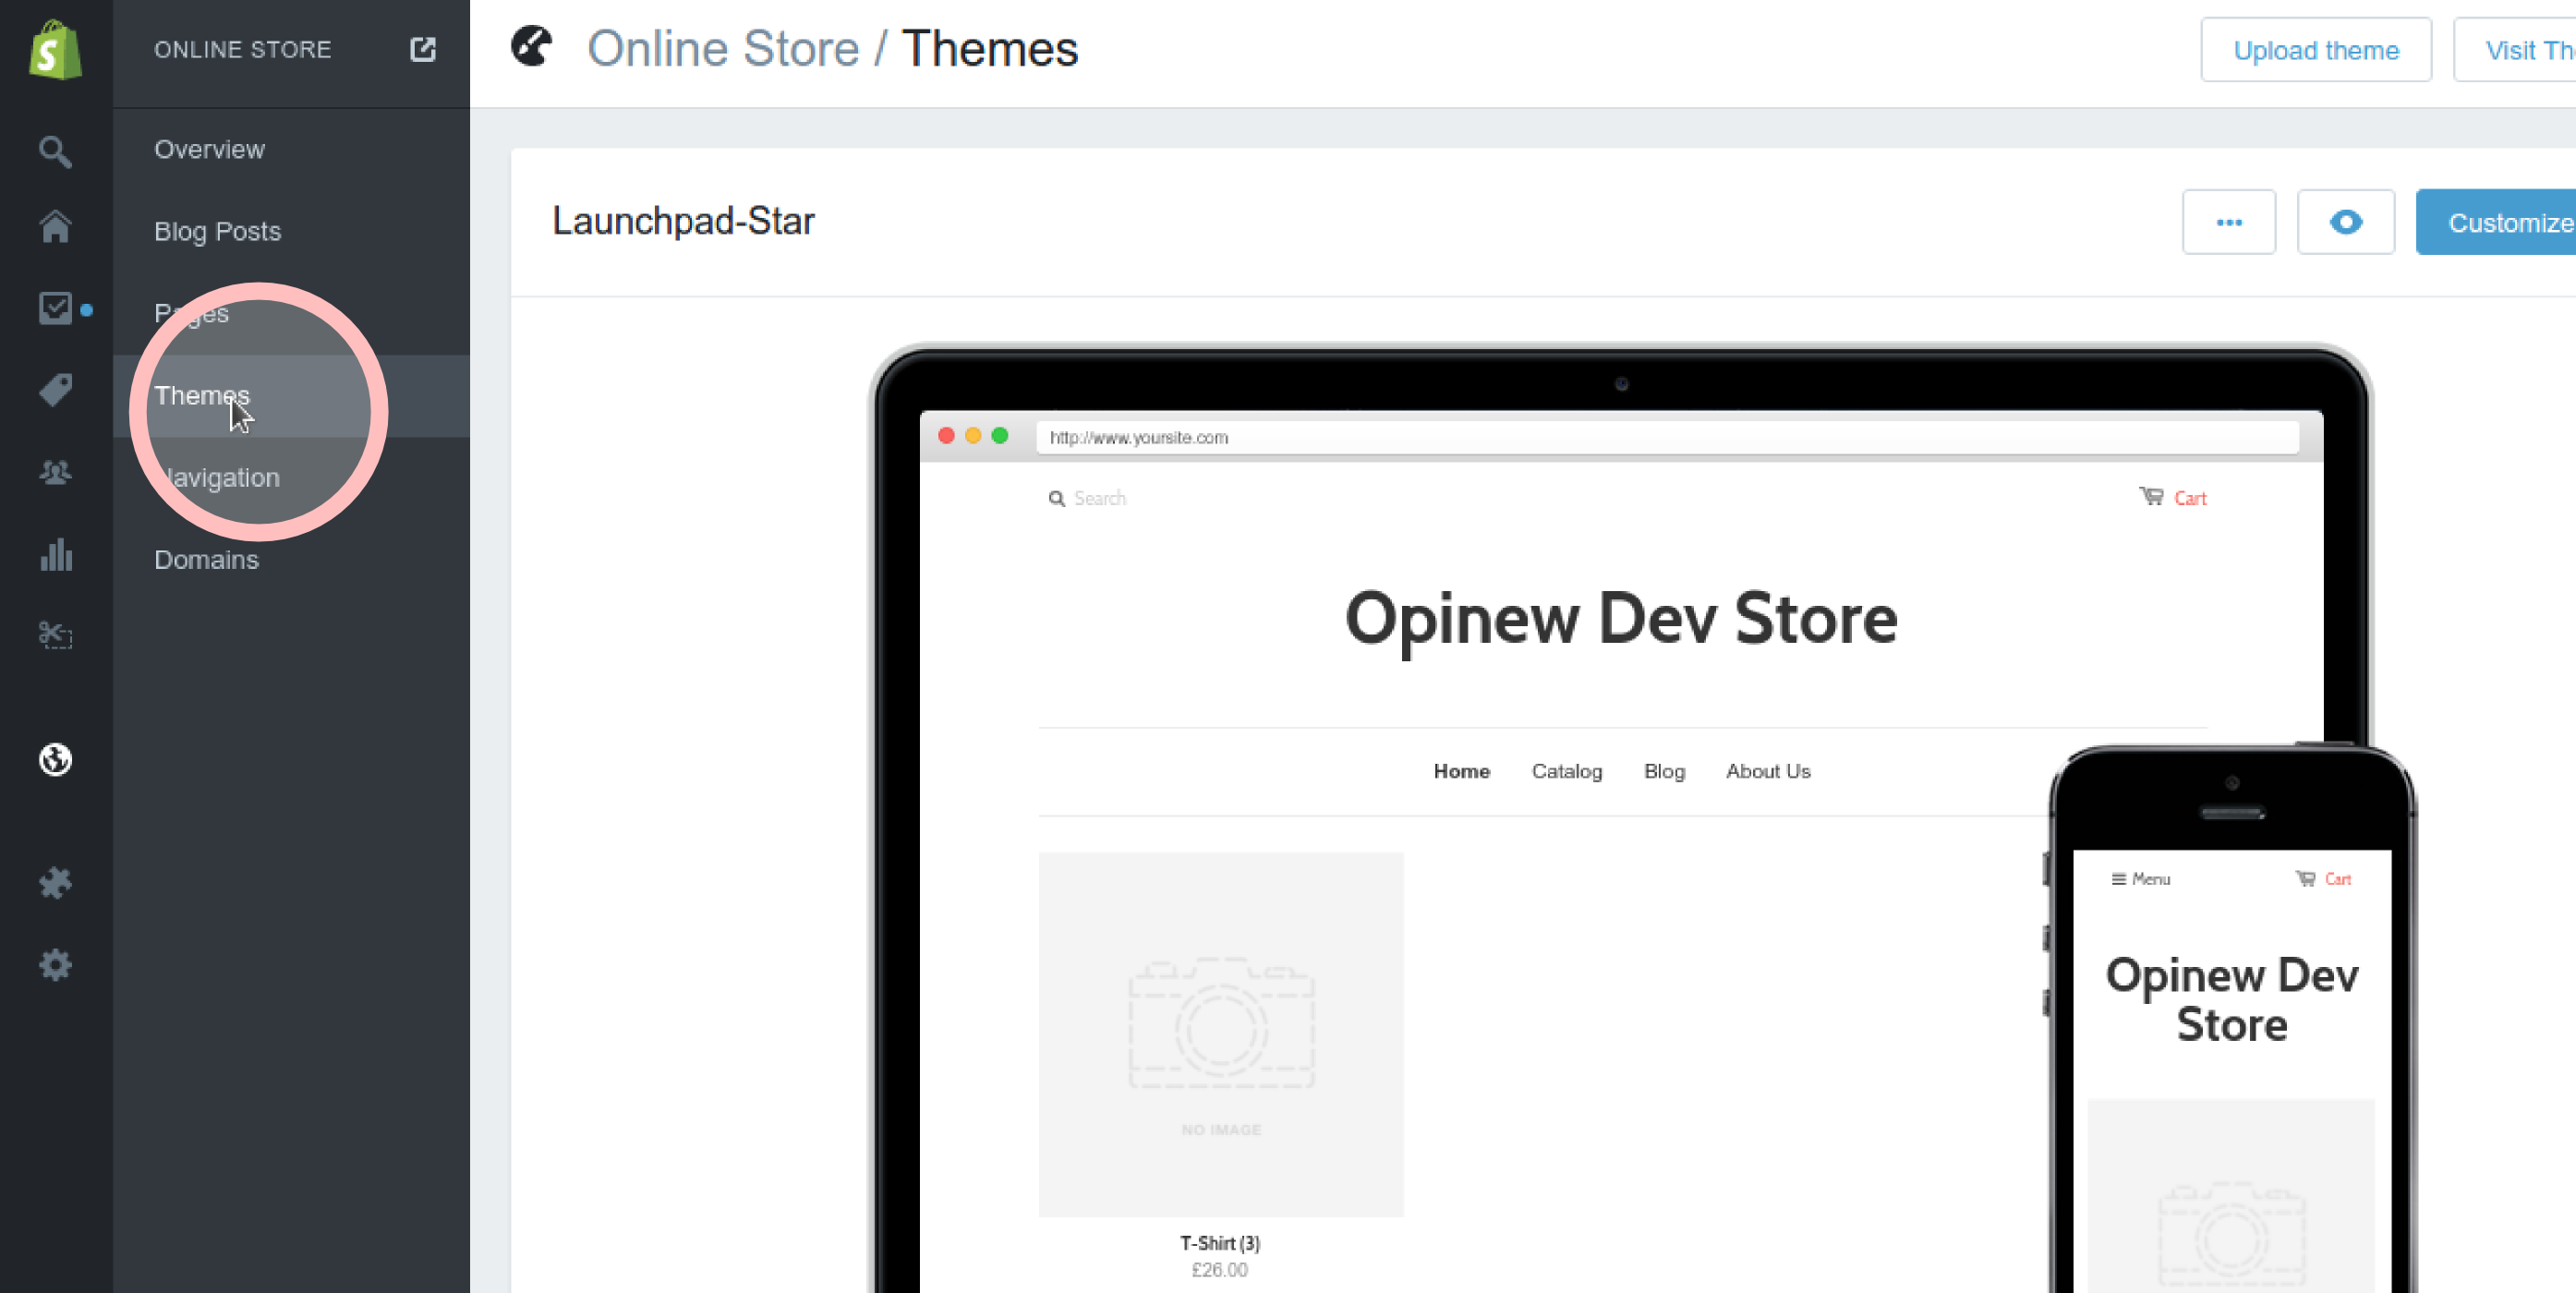 ONLINE STORE
Overview
Blog Posts
Pages
Themes
Navigation
Domains
Online Store / Themes
Upload theme
Visit Th
Launchpad-Star
Customize
http://www.yoursite.com
Search
Cart
Opinew Dev Store
Home Catalog Blog About Us
NO IMAGE
T-Shirt (3)
£26.00
Menu
Cart
Opinew Dev
Store